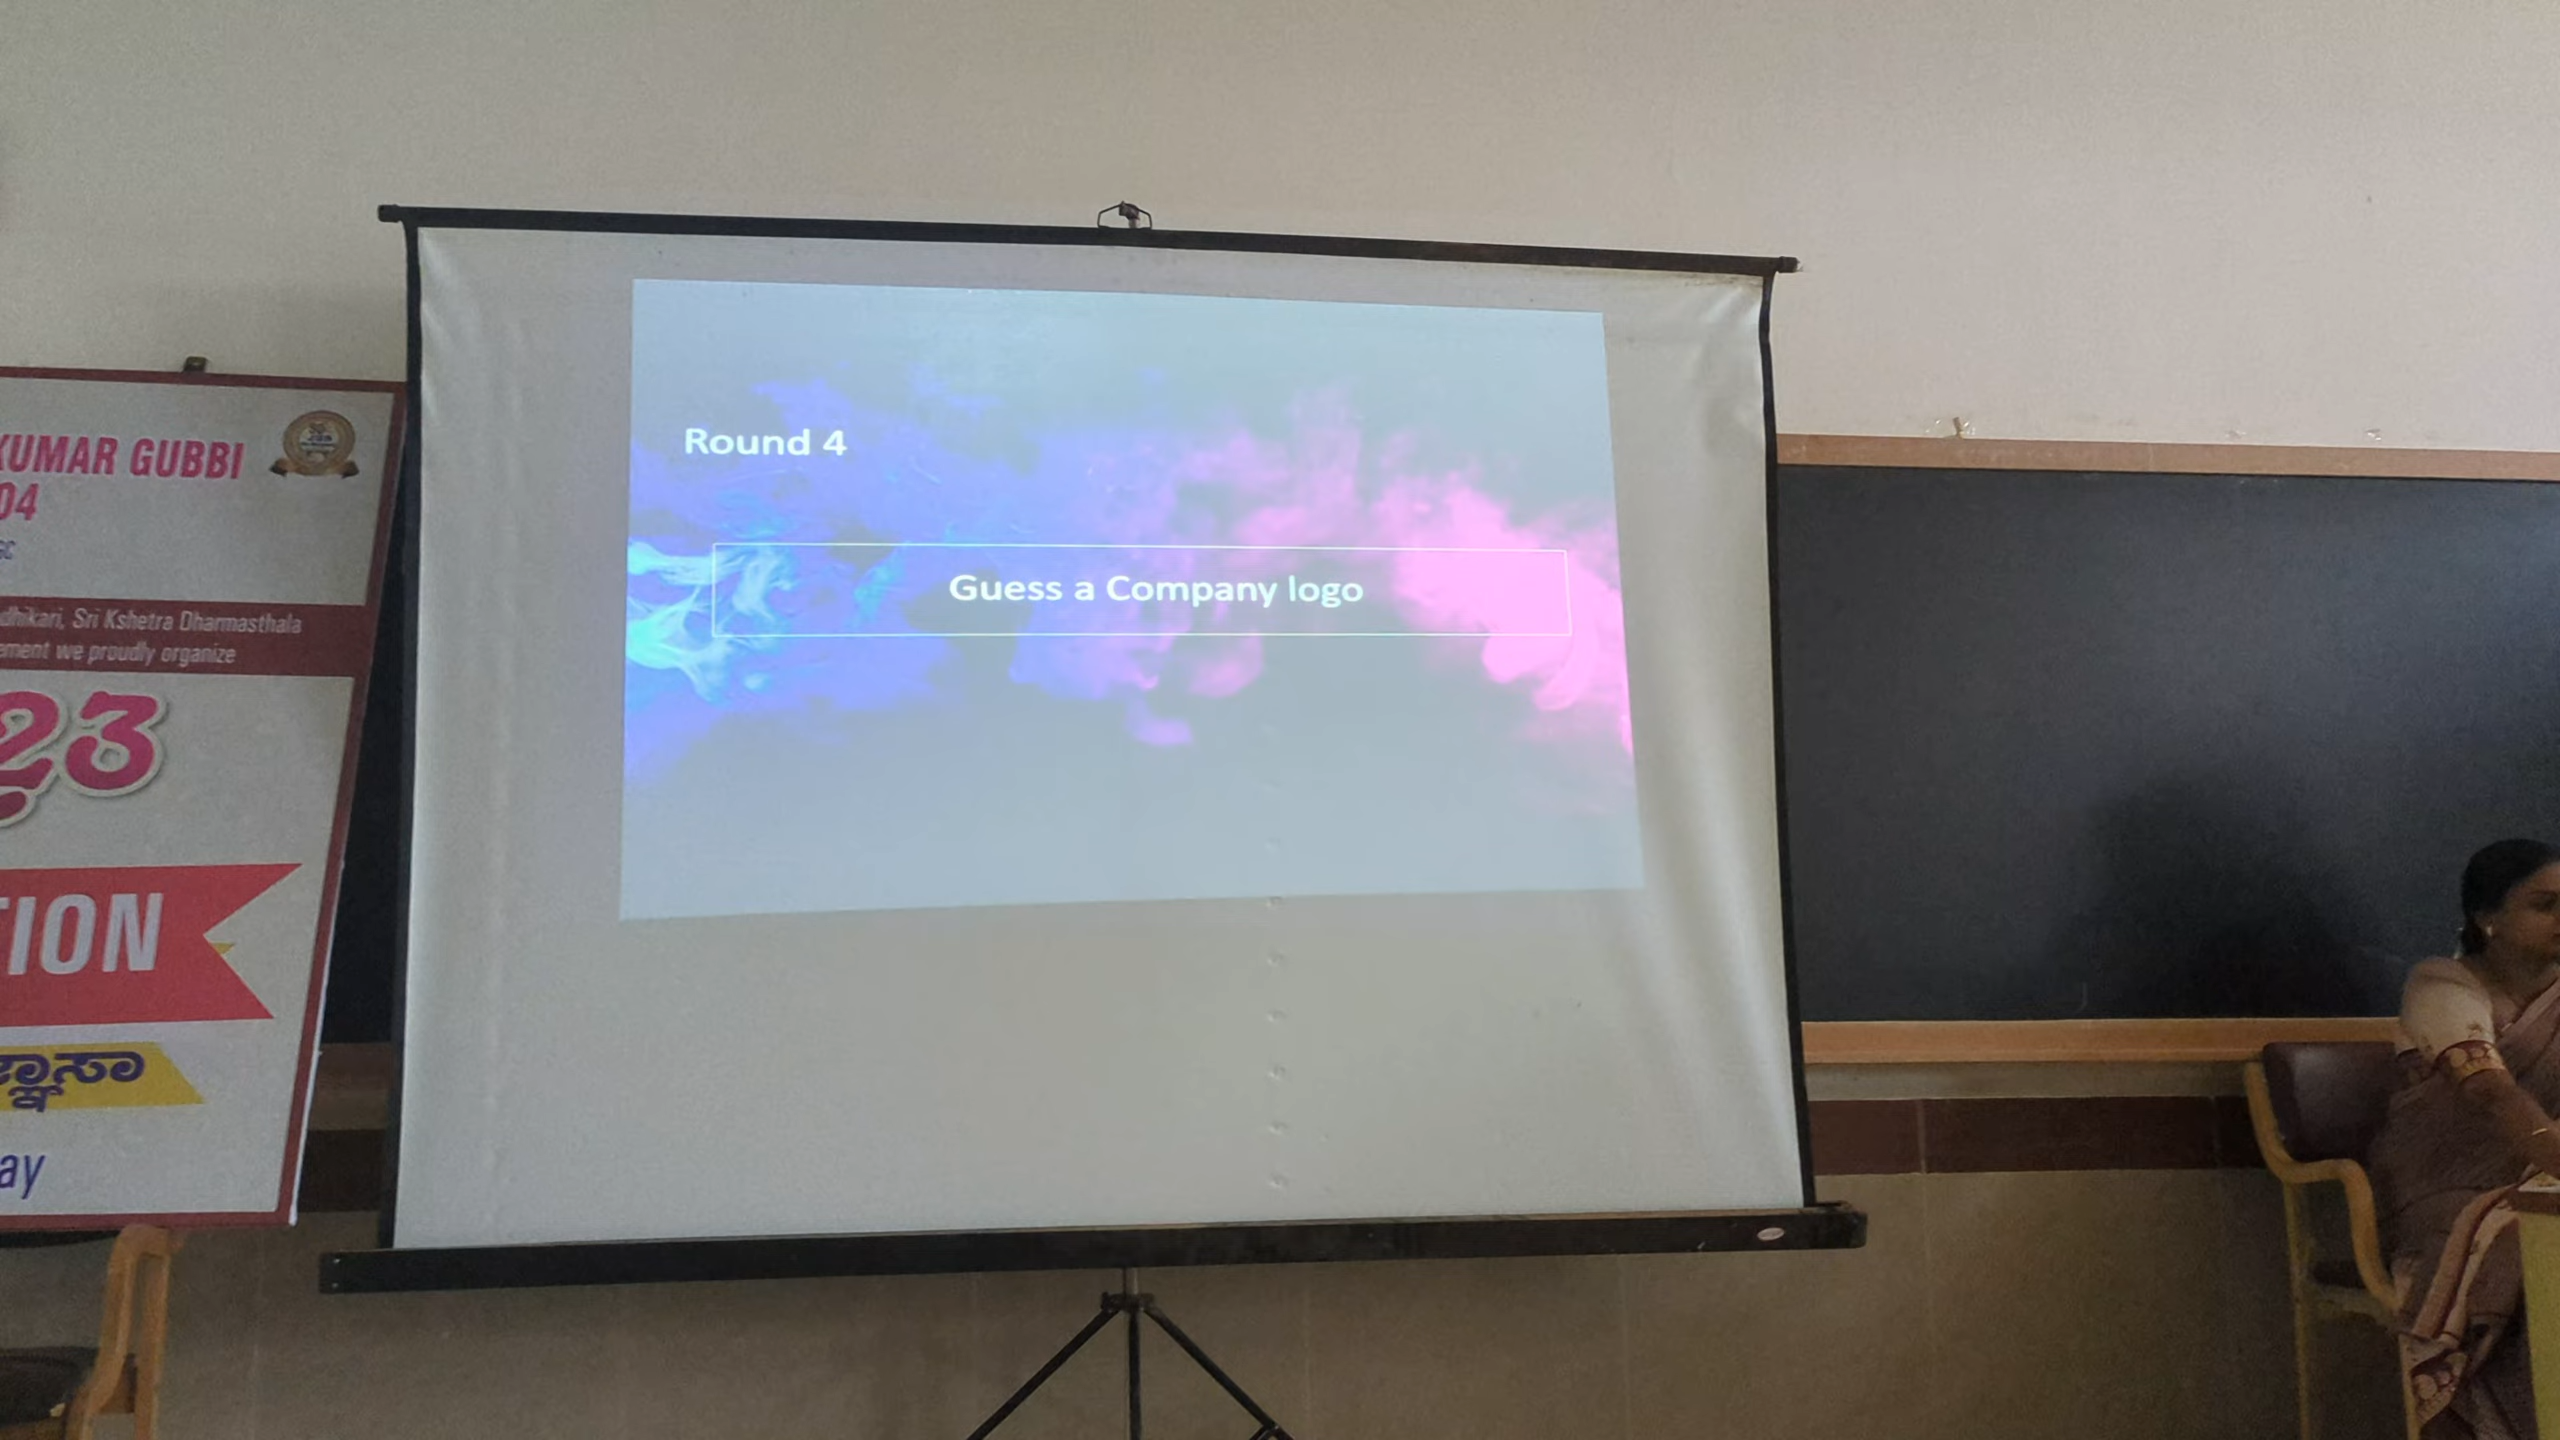 KUMAR GUBBI
04
dhikari, Sri Kshetra Dharmasthala
ement we proudly organize
23
TION
ಜ್ಞಾಸಾ
ay
Round 4
Guess a Company logo